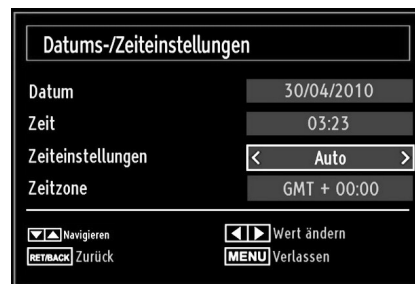 Datums-/Zeiteinstellungen
Datum 30/04/2010
Zeit 03:23
Zeiteinstellungen < Auto >
Zeitzone GMT + 00:00
Navigieren Wert ändern
RET/BACK Zurück MENU Verlassen